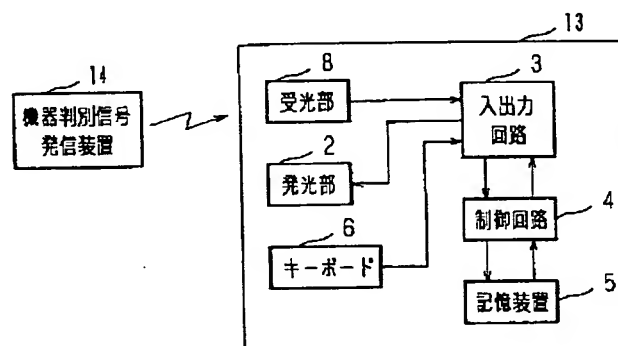 13
14
機器判別信号
発信装置
8
受光部
3
入出力
回路
2
発光部
6
キーボード
4
制御回路
5
記憶装置